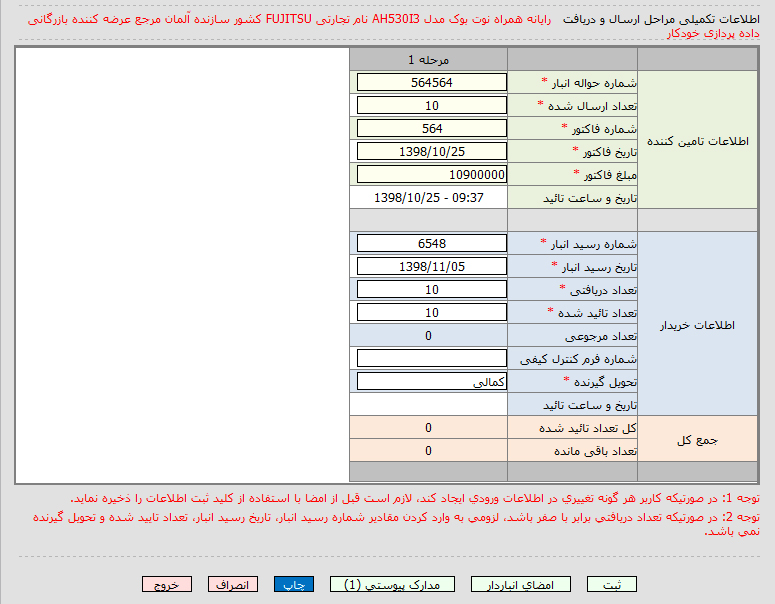 اطلاعات تکمیلی مراحل ارسال و دریافت رایانه همراه نوت بوک مدل AH530I3 نام تجارتی FUJITSU کشور سازنده آلمان مرجع عرضه کننده بازرگانی
داده پردازی خودکار
مرحله 1
اطلاعات تامین کننده
شماره حواله انبار * 564564
تعداد ارسال شده * 10
شماره فاکتور * 564
تاریخ فاکتور * 1398/10/25
مبلغ فاکتور * 10900000
تاریخ و ساعت تائید 1398/10/25 - 09:37
اطلاعات خریدار
شماره رسید انبار * 6548
تاریخ رسید انبار * 1398/11/05
تعداد دریافتی * 10
تعداد تائید شده * 10
تعداد مرجوعی 0
شماره فرم کنترل کیفی
تحویل گیرنده * کمالی
تاریخ و ساعت تائید
جمع کل
کل تعداد تائید شده 0
تعداد باقی مانده 0
توجه 1: در صورتیکه کاربر هر گونه تغییري در اطلاعات ورودي ایجاد کند، لازم است قبل از امضا با استفاده از کلید ثبت اطلاعات را ذخیره نماید.
توجه 2: در صورتیکه تعداد دریافتي برابر با صفر باشد، لزومي به وارد کردن مقادیر شماره رسید انبار، تاریخ رسید انبار، تعداد تایید شده و تحویل گیرنده
نمي باشد.
ثبت امضاي انباردار مدارک پیوستي (1) چاپ انصراف خروج